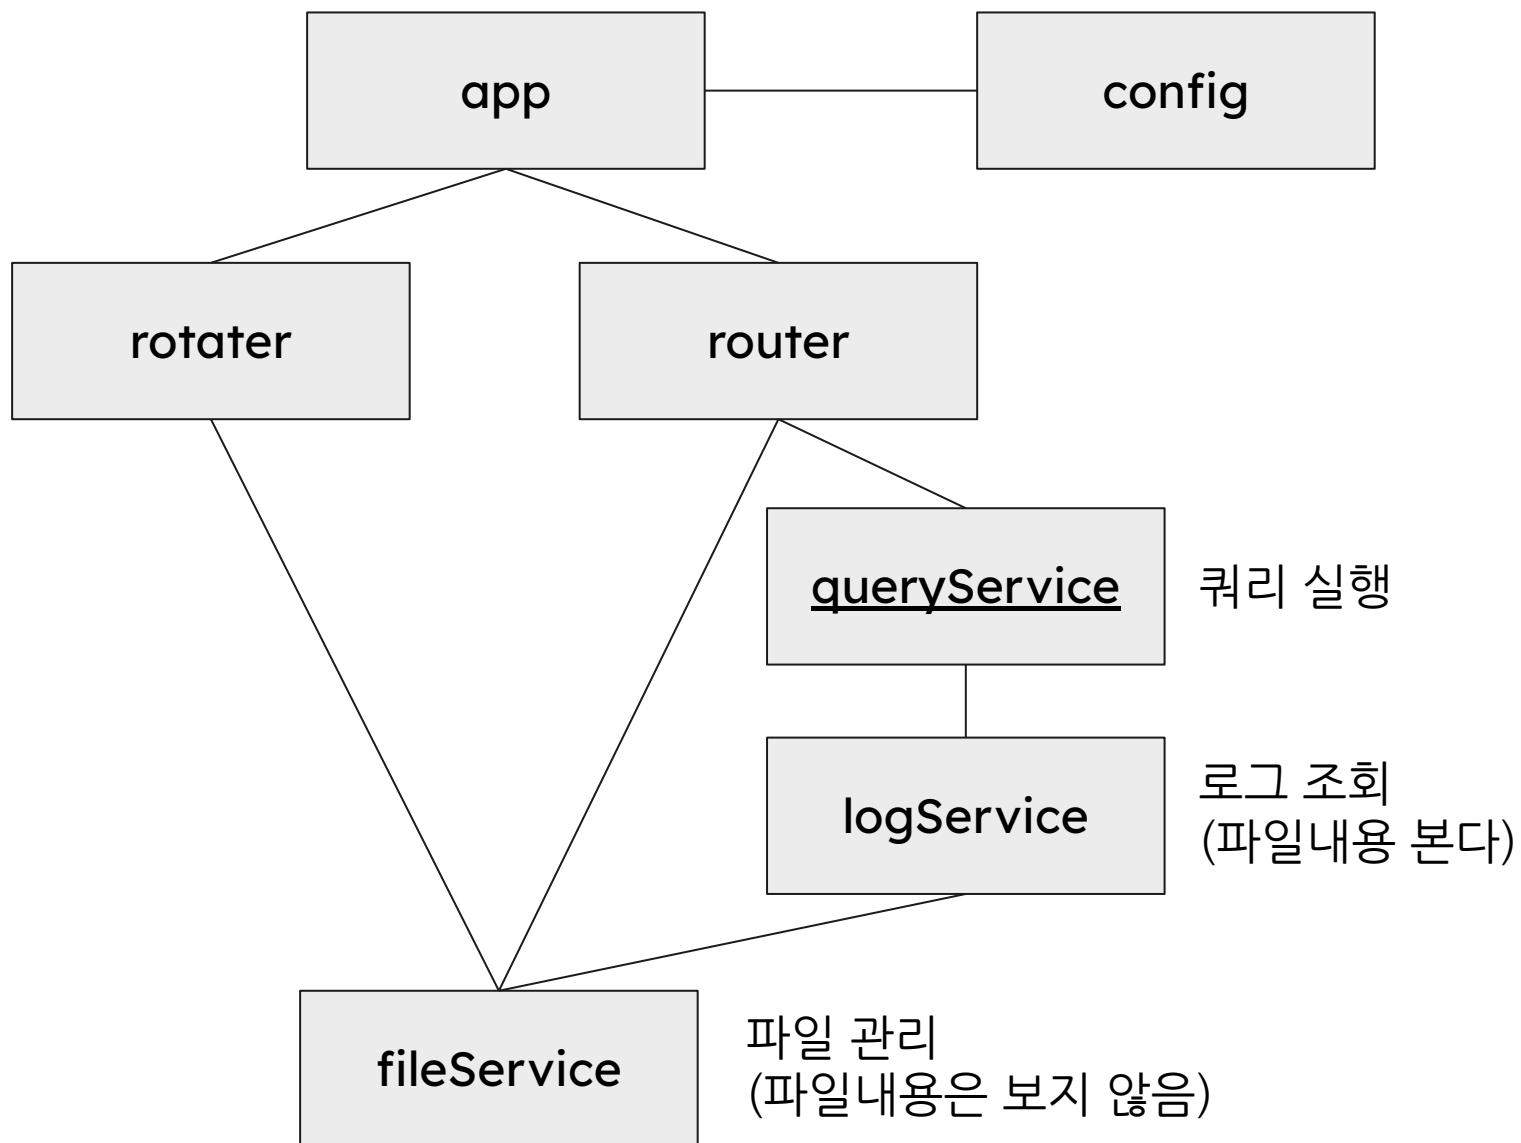 app
config
rotater
router
queryService
쿼리 실행
logService
로그 조회
(파일내용 본다)
fileService
파일 관리
(파일내용은 보지 않음)